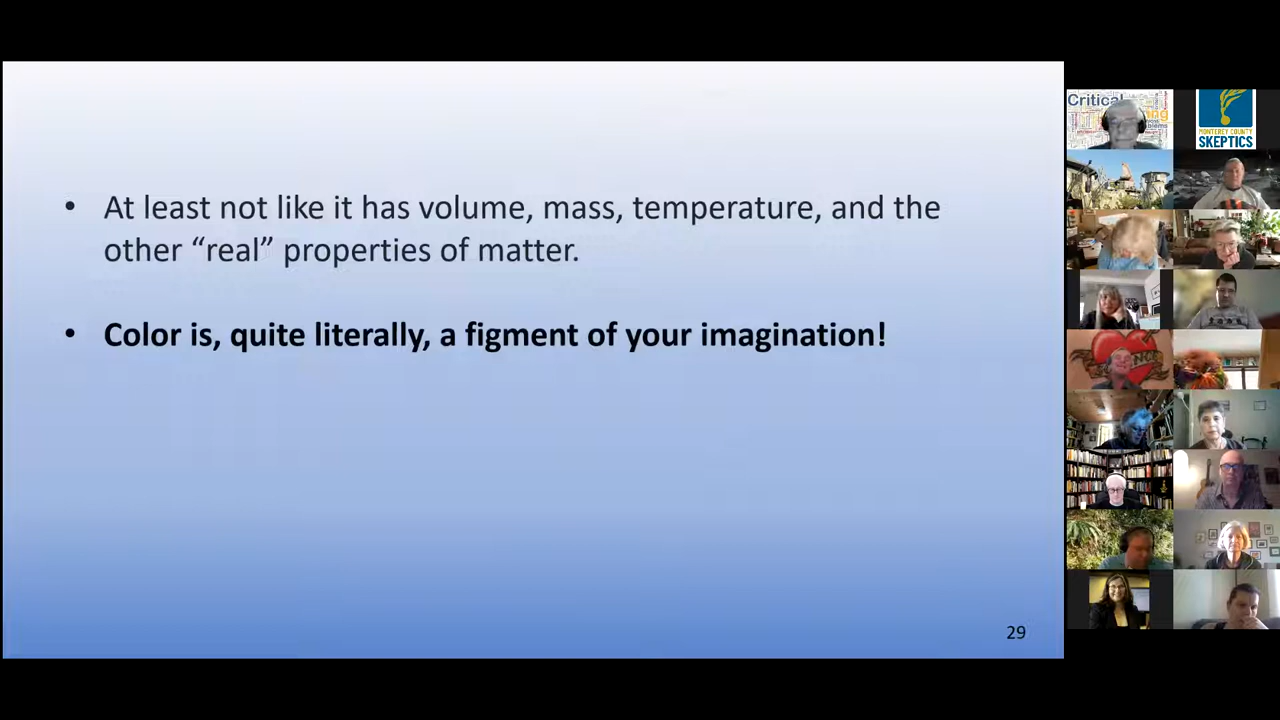 • At least not like it has volume, mass, temperature, and the
other “real” properties of matter.
• Color is, quite literally, a figment of your imagination!
29
Critical
MONTEREY COUNTY
SKEPTICS